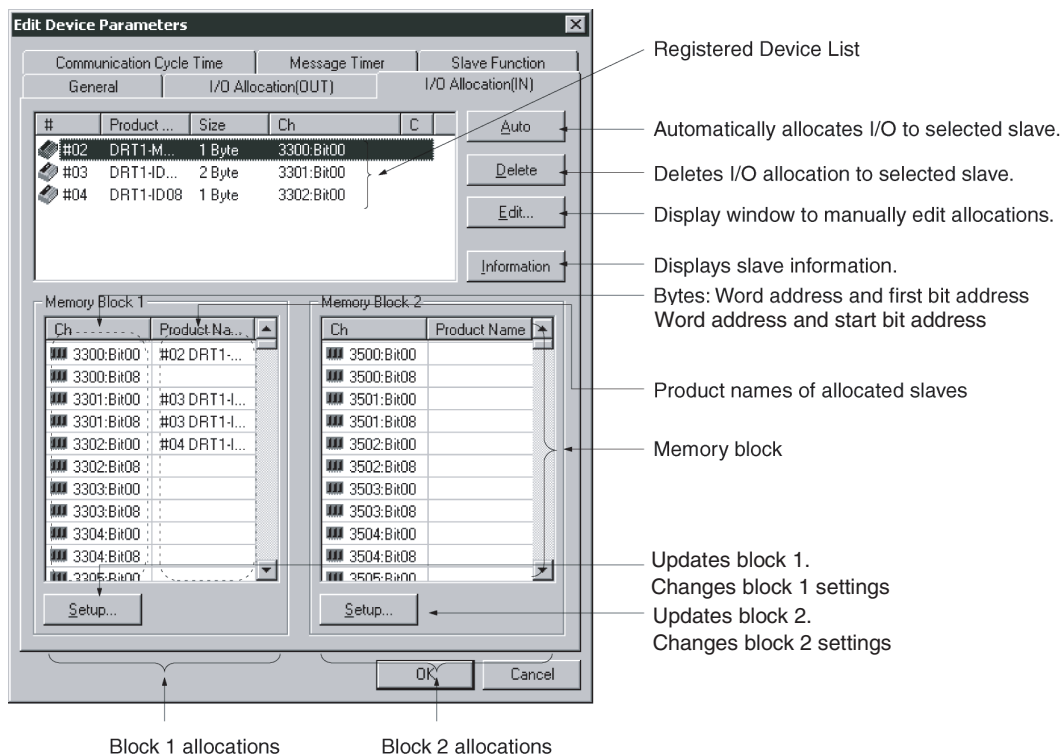 Edit Device Parameters
Communication Cycle Time
Message Timer
Slave Function
General
I/O Allocation(OUT)
I/O Allocation(IN)
# Product ... Size Ch C
#02 DRT1-M... 1 Byte 3300:Bit00
#03 DRT1-ID... 2 Byte 3301:Bit00
#04 DRT1-ID08 1 Byte 3302:Bit00
Auto
Delete
Edit...
Information
Registered Device List
Automatically allocates I/O to selected slave.
Deletes I/O allocation to selected slave.
Display window to manually edit allocations.
Displays slave information.
Bytes: Word address and first bit address
Word address and start bit address
Product names of allocated slaves
Memory block
Memory Block 1
Ch Product Na...
3300:Bit00 #02 DRT1-...
3300:Bit08
3301:Bit00 #03 DRT1-I...
3301:Bit08 #03 DRT1-I...
3302:Bit00 #04 DRT1-I...
3302:Bit08
3303:Bit00
3303:Bit08
3304:Bit00
3304:Bit08
3305:Bit00
Setup...
Memory Block 2
Ch Product Name
3500:Bit00
3500:Bit08
3501:Bit00
3501:Bit08
3502:Bit00
3502:Bit08
3503:Bit00
3503:Bit08
3504:Bit00
3504:Bit08
3505:Bit00
Setup...
Updates block 1.
Changes block 1 settings
Updates block 2.
Changes block 2 settings
OK
Cancel
Block 1 allocations
Block 2 allocations